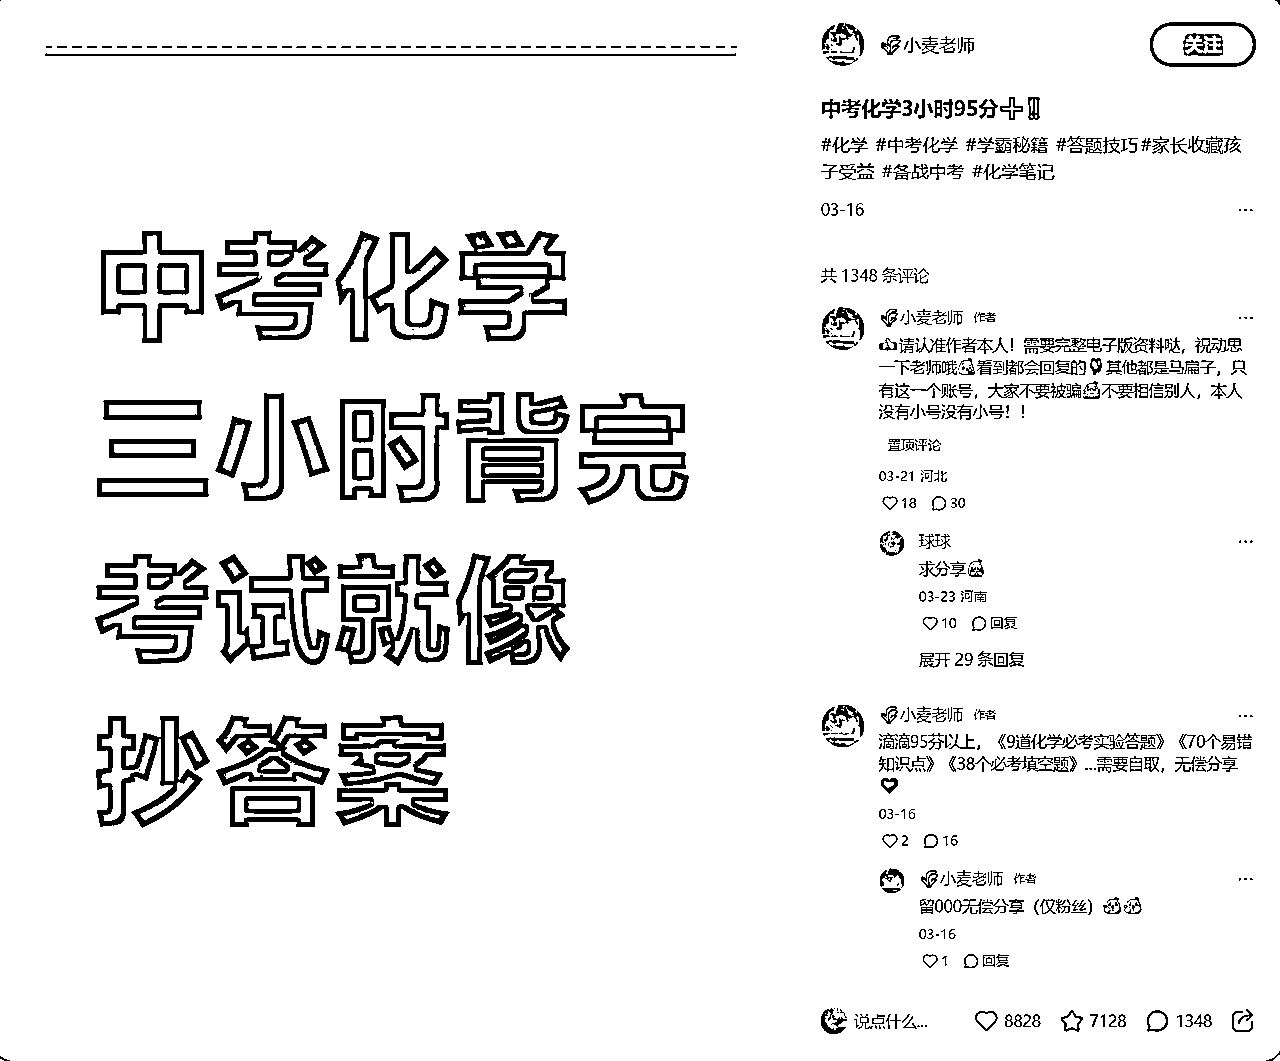 中考化学
三小时背完
考试就像
抄答案
小麦老师
关注
中考化学3小时95分➕‼️
#化学 #中考化学 #学霸秘籍 #答题技巧 #家长收藏孩
子受益 #备战中考 #化学笔记
03-16
共 1348 条评论
小麦老师 作者
👍请认准作者本人！需要完整电子版资料哒，祝动思
一下老师哦看到都会回复的其他都是马扁子，只
有这一个账号，大家不要被骗不要相信别人，本人
没有小号没有小号！！
置顶评论
03-21 河北
18 30
球球
求分享
03-23 河南
10 回复
展开 29 条回复
小麦老师 作者
滴滴95芬以上，《9道化学必考实验答题》《70个易错
知识点》《38个必考填空题》...需要自取，无偿分享
03-16
2 16
小麦老师 作者
留000无偿分享（仅粉丝）
03-16
1 回复
说点什么... 8828 7128 1348